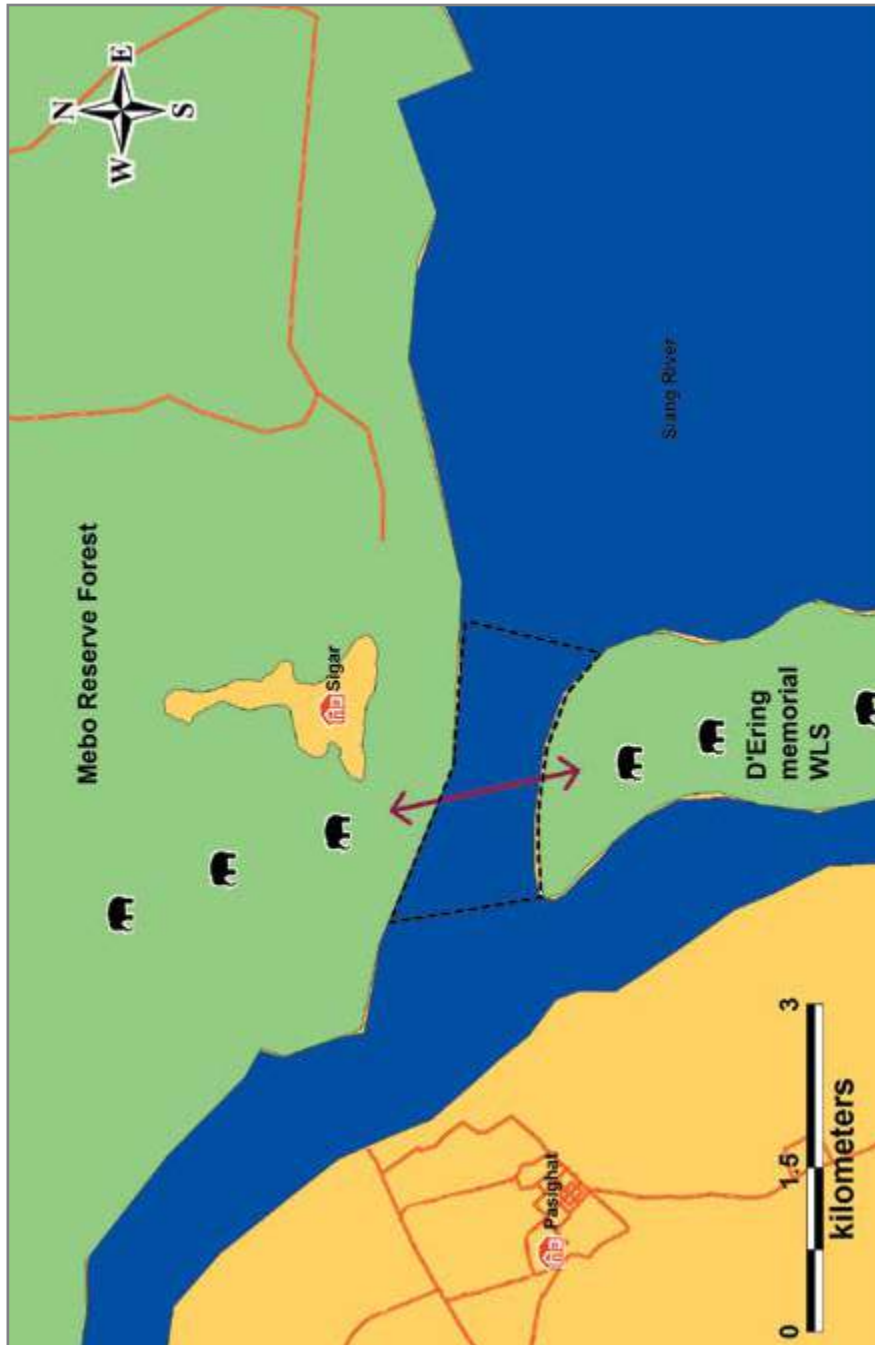 N
W
E
S
Mebo Reserve Forest
Sigar
Siang River
D'Ering
memorial
WLS
Pasighat
0
1.5
3
kilometers